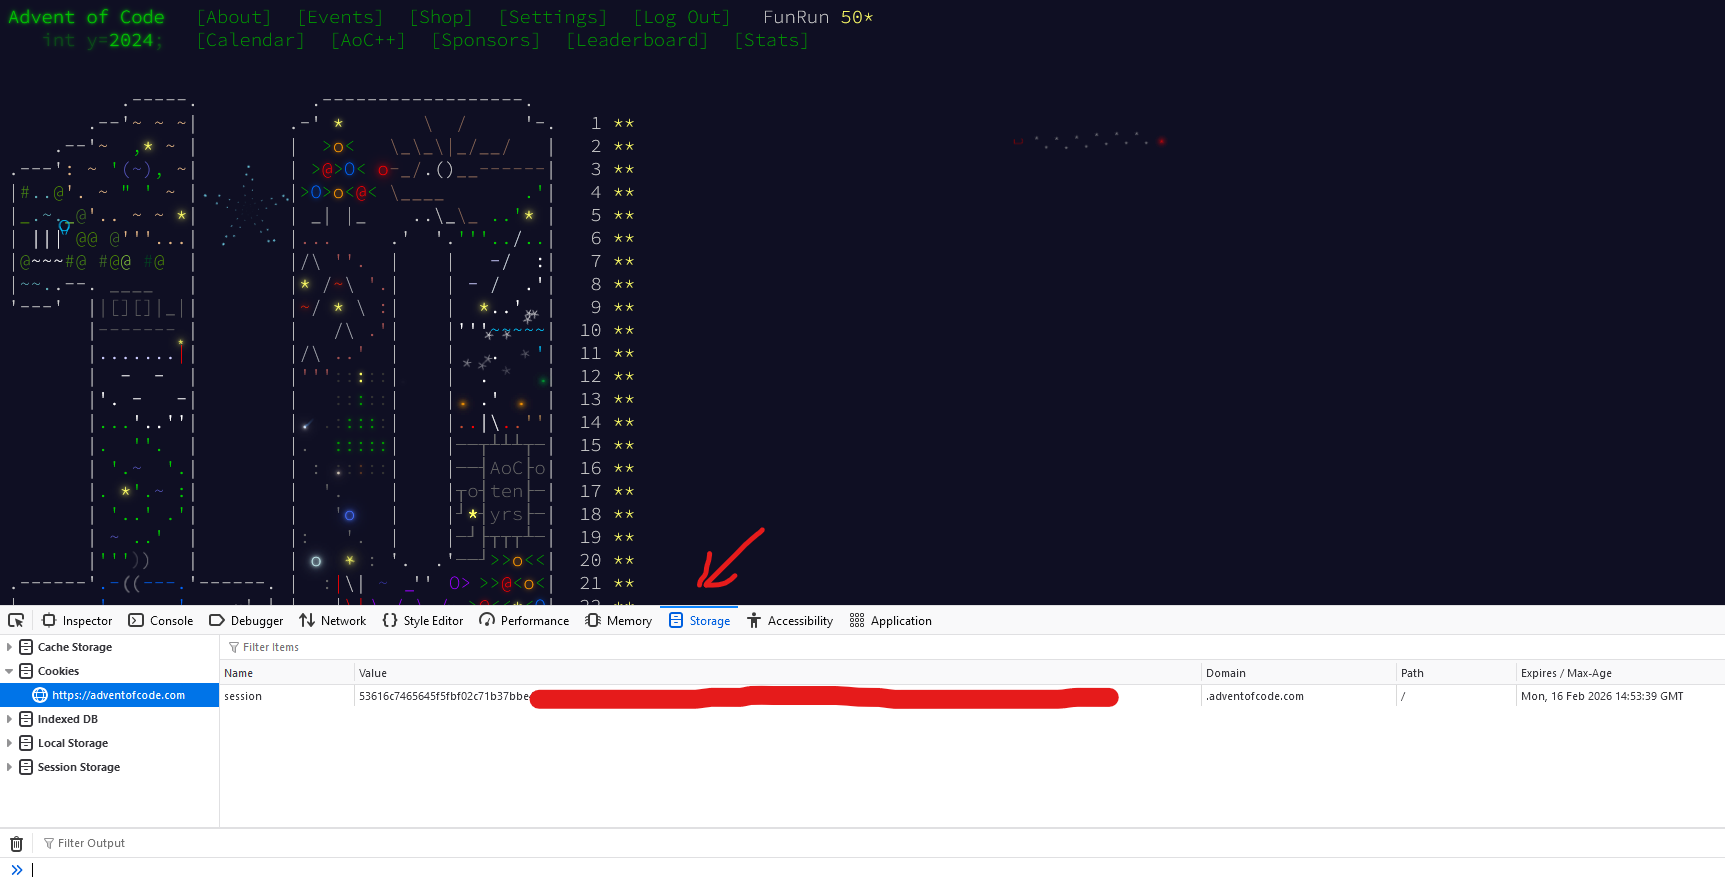 Advent of Code [About] [Events] [Shop] [Settings] [Log Out] FunRun 50*
int y=2024; [Calendar] [AoC++] [Sponsors] [Leaderboard] [Stats]
1 **
2 **
3 **
4 **
5 **
6 **
7 **
8 **
9 **
10 **
11 **
12 **
13 **
14 **
15 **
AoC 16 **
ten 17 **
yrs 18 **
19 **
20 **
21 **
Inspector Console Debugger Network Style Editor Performance Memory Storage Accessibility Application
Cache Storage
Filter Items
Cookies
Name Value Domain Path Expires / Max-Age
https://adventofcode.com
session 53616c7465645f5fbf02c71b37bbe .adventofcode.com / Mon, 16 Feb 2026 14:53:39 GMT
Indexed DB
Local Storage
Session Storage
Filter Output